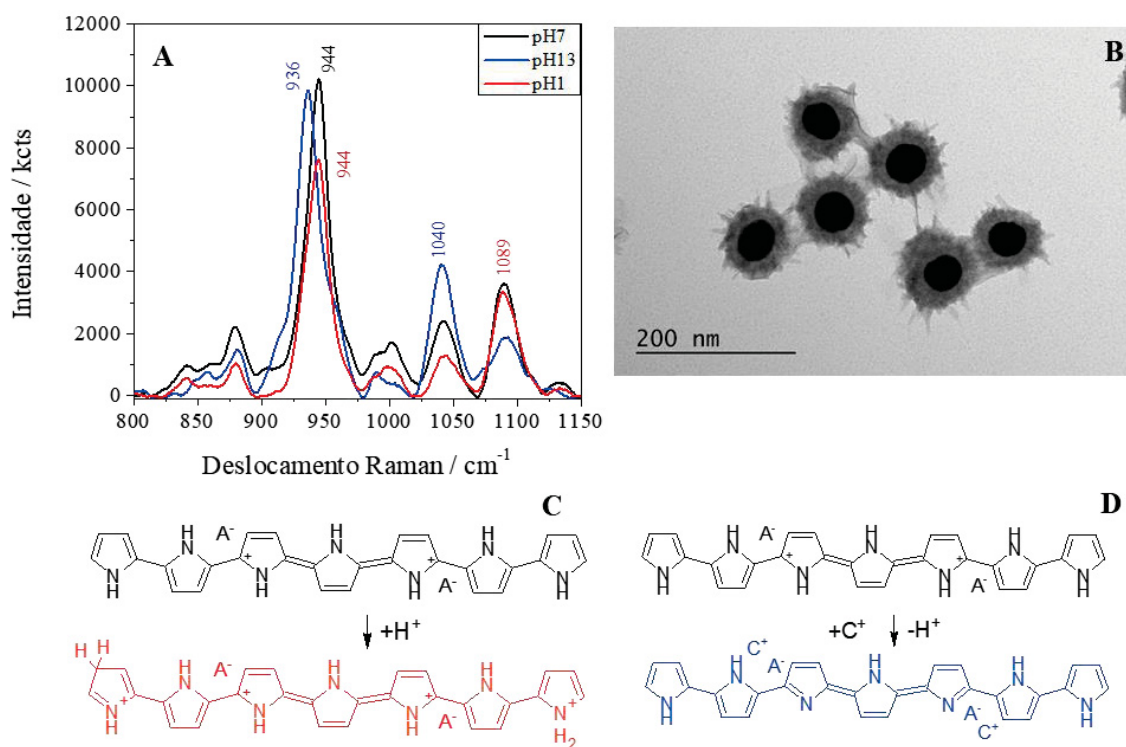 A
pH7
pH13
pH1
936
944
944
1040
1089
12000
10000
8000
6000
4000
2000
0
800
850
900
950
1000
1050
1100
1150
Intensidade / kcts
Deslocamento Raman / cm⁻¹
B
200 nm
C
H N A⁻ H N H N
N H + N H + N H A⁻ N H N H
+H⁺
H H A⁻ H N H N H N
+ N H + N H + N H A⁻ N H + N H₂
D
A⁻ H N H N H N
N H + N H + N H A⁻ N H
+C⁺ -H⁺
C⁺ H N A⁻ H N H N
N H N N A⁻ C⁺ N H